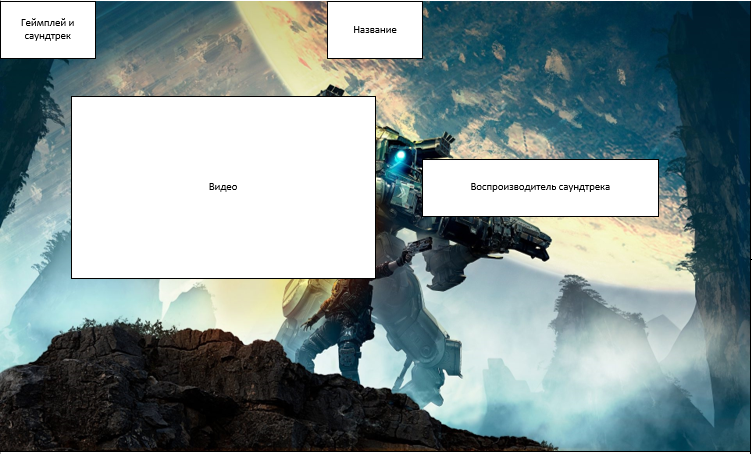 Геймплей и
саундтрек
Название
Видео
Воспроизводитель саундтрека